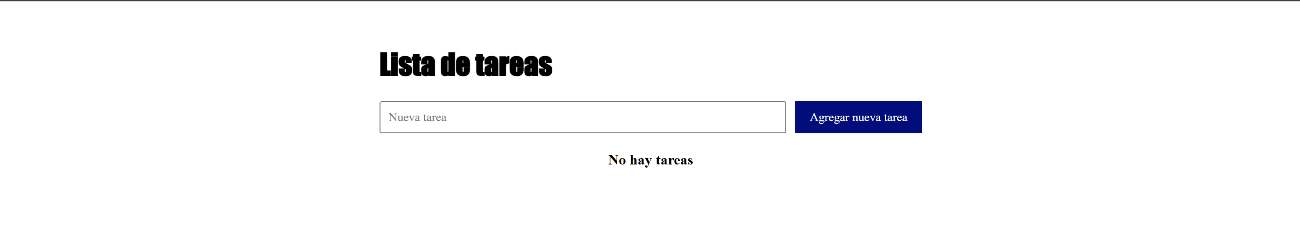 Lista de tareas
Nueva tarea
Agregar nueva tarea
No hay tareas